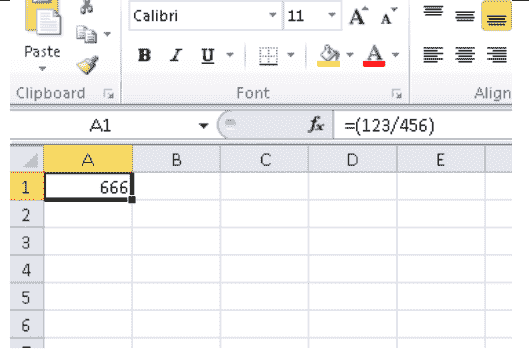 Calibri 11 A A
Paste B I U A
Clipboard Font Align
A1 fx =(123/456)
A B C D E
1 666
2
3
4
5
6